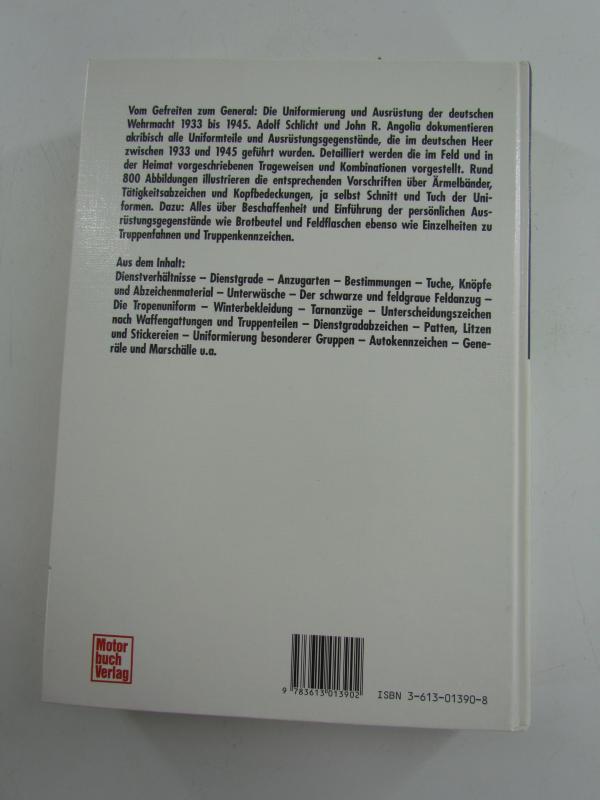 Vom Gefreiten zum General: Die Uniformierung und Ausrüstung der deutschen
Wehrmacht 1933 bis 1945. Adolf Schlicht und John R. Angolia dokumentieren
akribisch alle Uniformteile und Ausrüstungsgegenstände, die im deutschen Heer
zwischen 1933 und 1945 geführt wurden. Detailliert werden die im Feld und in
der Heimat vorgeschriebenen Trageweisen und Kombinationen vorgestellt. Rund
800 Abbildungen illustrieren die entsprechenden Vorschriften über Ärmelbänder,
Tätigkeitsabzeichen und Kopfbedeckungen, ja selbst Schnitt und Tuch der Uni-
formen. Dazu: Alles über Beschaffenheit und Einführung der persönlichen Aus-
rüstungsgegenstände wie Brotbeutel und Feldflaschen ebenso wie Einzelheiten zu
Truppenfahnen und Truppenkennzeichen.
Aus dem Inhalt:
Dienstverhältnisse – Dienstgrade – Anzugarten – Bestimmungen – Tuche, Knöpfe
und Abzeichenmaterial – Unterwäsche – Der schwarze und feldgraue Feldanzug –
Die Tropenuniform – Winterbekleidung – Tarnanzüge – Unterscheidungszeichen
nach Waffengattungen und Truppenteilen – Dienstgradabzeichen – Patten, Litzen
und Stickereien – Uniformierung besonderer Gruppen – Autokennzeichen – Gene-
räle und Marschälle u.a.
Motor
buch
Verlag
9 783613 013902
ISBN 3-613-01390-8